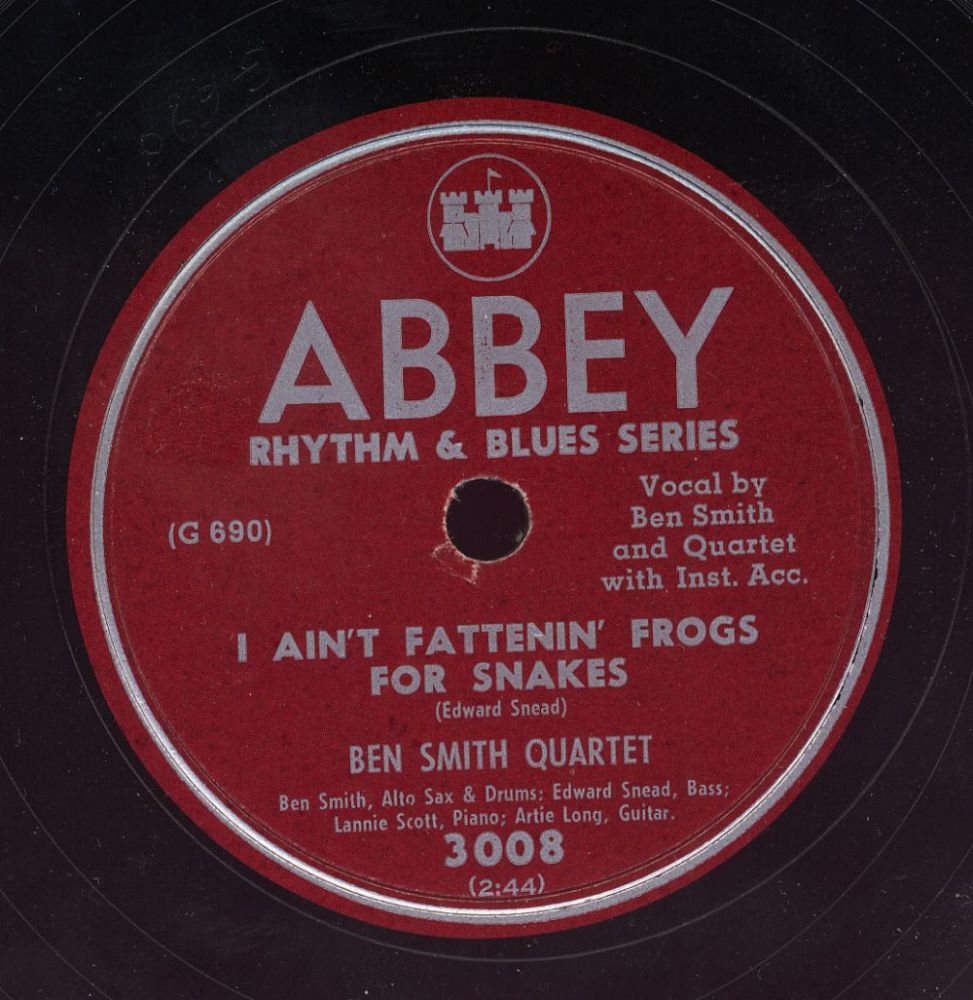 ABBEY
RHYTHM & BLUES SERIES
(G 690)
Vocal by
Ben Smith
and Quartet
with Inst. Acc.
I AIN'T FATTENIN' FROGS
FOR SNAKES
(Edward Snead)
BEN SMITH QUARTET
Ben Smith, Alto Sax & Drums; Edward Snead, Bass;
Lannie Scott, Piano; Artie Long, Guitar.
3008
(2:44)